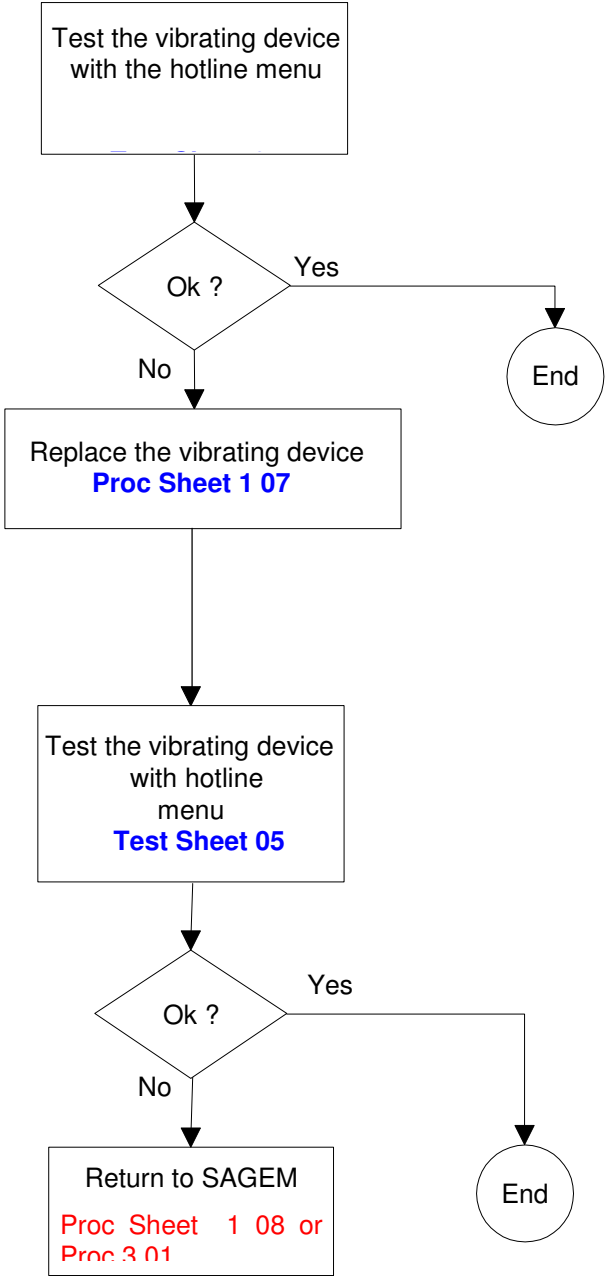 Test the vibrating device
with the hotline menu
Ok ?
Yes
End
No
Replace the vibrating device
Proc Sheet 1 07
Test the vibrating device
with hotline
menu
Test Sheet 05
Ok ?
Yes
End
No
Return to SAGEM
Proc Sheet 1 08 or
Proc 3 01